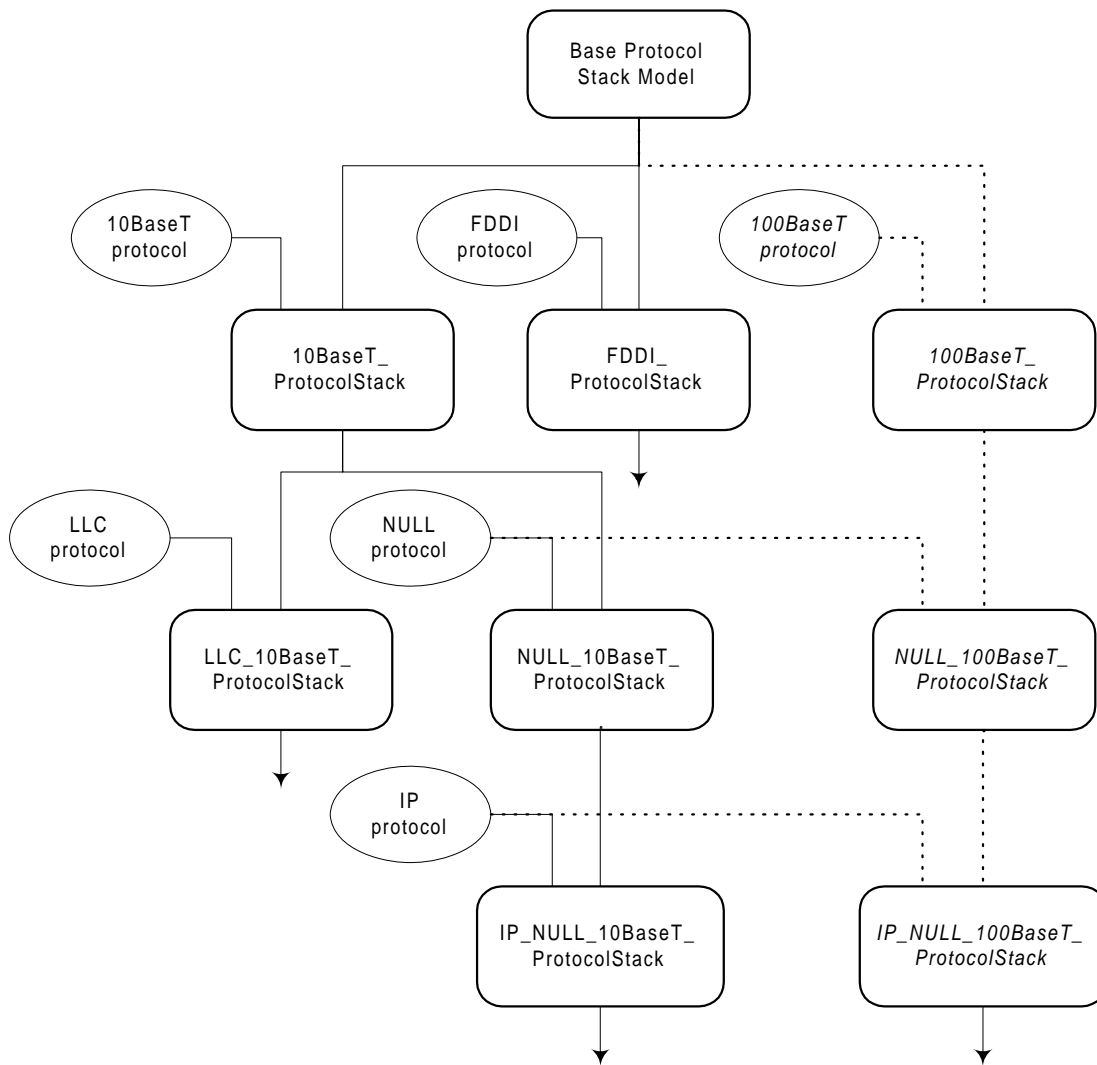 Base Protocol
Stack Model
10BaseT
protocol
FDDI
protocol
100BaseT
protocol
10BaseT_
ProtocolStack
FDDI_
ProtocolStack
100BaseT_
ProtocolStack
LLC
protocol
NULL
protocol
LLC_10BaseT_
ProtocolStack
NULL_10BaseT_
ProtocolStack
NULL_100BaseT_
ProtocolStack
IP
protocol
IP_NULL_10BaseT_
ProtocolStack
IP_NULL_100BaseT_
ProtocolStack